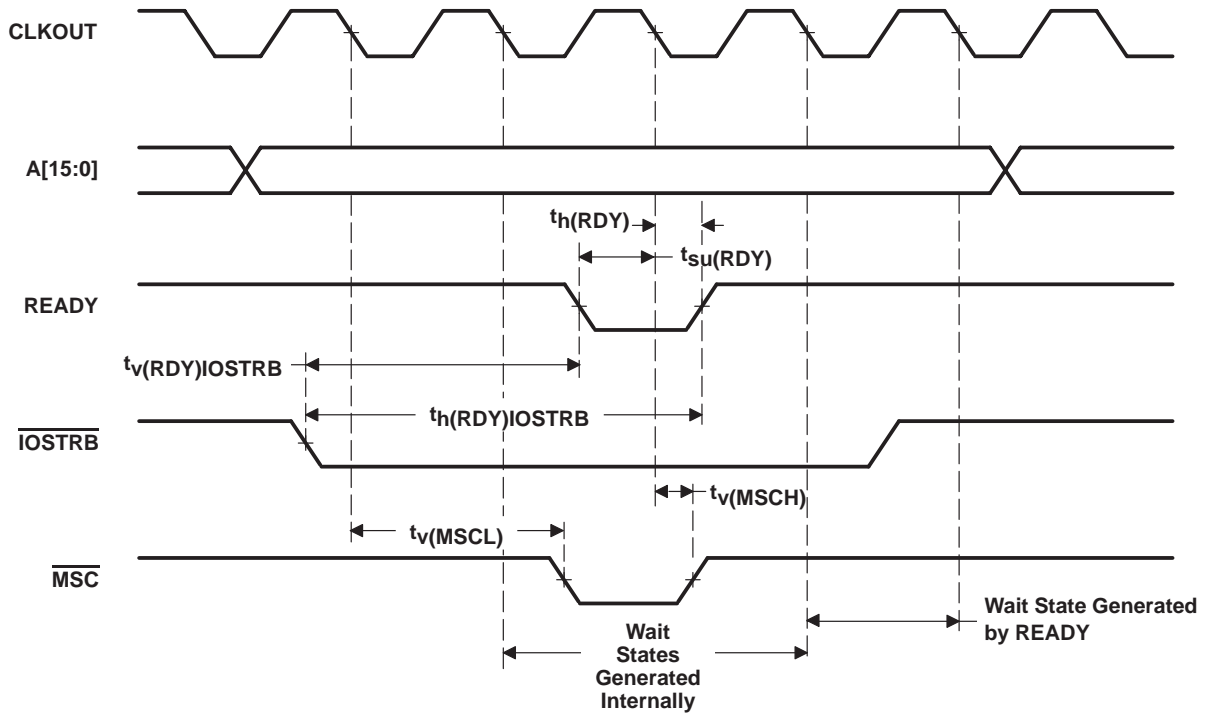 CLKOUT
A[15:0]
th(RDY)
tsu(RDY)
READY
tv(RDY)IOSTRB
th(RDY)IOSTRB
IOSTRB
tv(MSCH)
tv(MSCL)
MSC
Wait State Generated
by READY
Wait
States
Generated
Internally